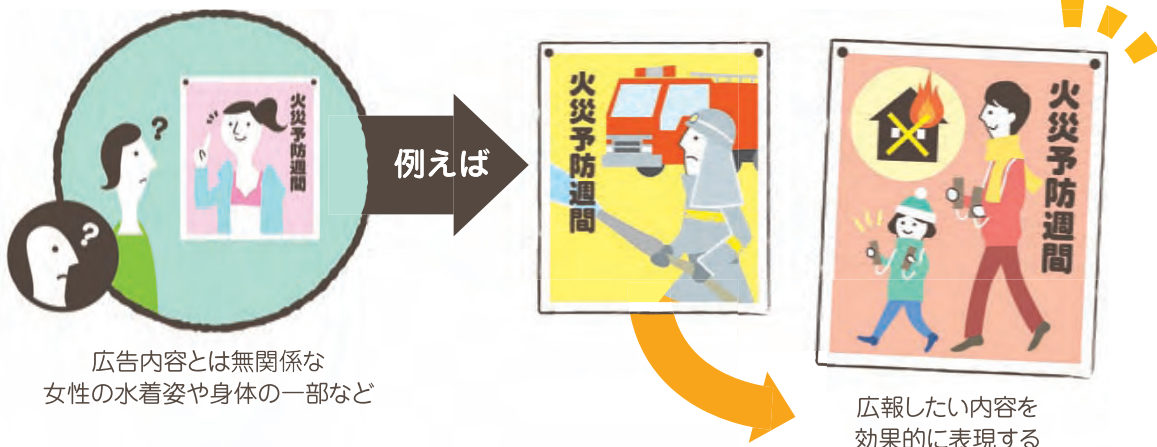 ?
火災予防週間
?
広告内容とは無関係な
女性の水着姿や身体の一部など
例えば
火災予防週間
火災予防週間
広報したい内容を
効果的に表現する